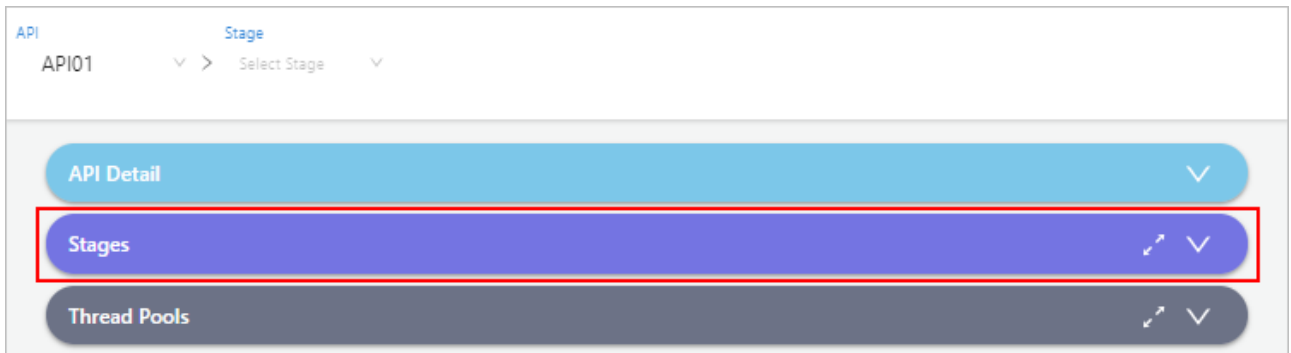 API Stage
API01 > Select Stage
API Detail
Stages
Thread Pools